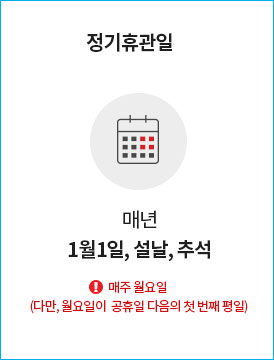 정기휴관일
매년
1월1일, 설날, 추석
! 매주 월요일
(다만, 월요일이 공휴일 다음의 첫 번째 평일)